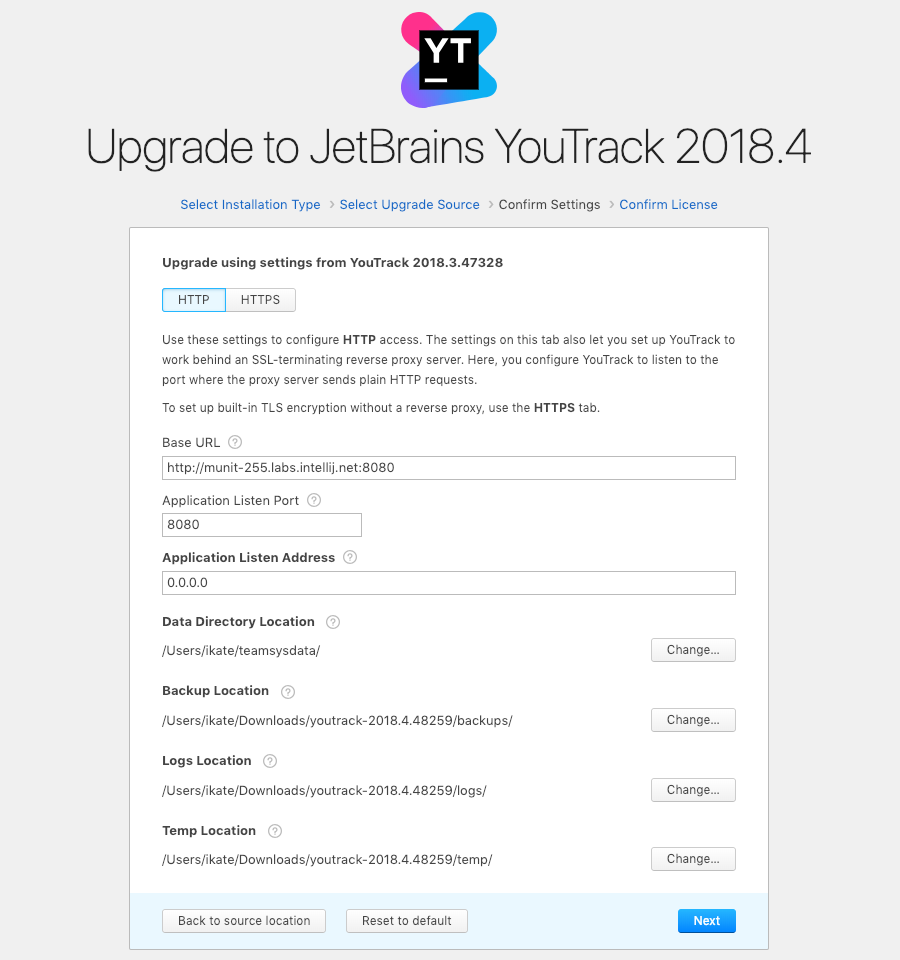 YT
Upgrade to JetBrains YouTrack 2018.4
Select Installation Type › Select Upgrade Source › Confirm Settings › Confirm License
Upgrade using settings from YouTrack 2018.3.47328
HTTP HTTPS
Use these settings to configure HTTP access. The settings on this tab also let you set up YouTrack to
work behind an SSL-terminating reverse proxy server. Here, you configure YouTrack to listen to the
port where the proxy server sends plain HTTP requests.
To set up built-in TLS encryption without a reverse proxy, use the HTTPS tab.
Base URL ?
http://munit-255.labs.intellij.net:8080
Application Listen Port ?
8080
Application Listen Address ?
0.0.0.0
Data Directory Location ?
/Users/ikate/teamsysdata/ Change...
Backup Location ?
/Users/ikate/Downloads/youtrack-2018.4.48259/backups/ Change...
Logs Location ?
/Users/ikate/Downloads/youtrack-2018.4.48259/logs/ Change...
Temp Location ?
/Users/ikate/Downloads/youtrack-2018.4.48259/temp/ Change...
Back to source location Reset to default Next